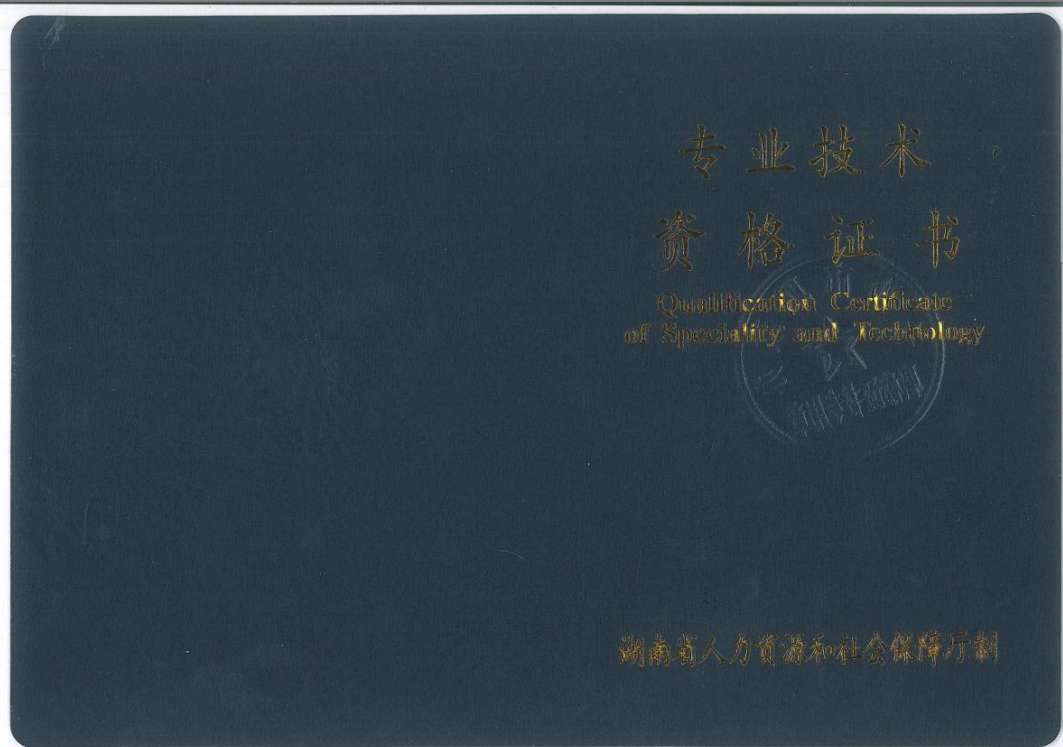 专业技术
资格证书
Qualification Certificate
of Speciality and Technology
湖南省人力资源和社会保障厅制